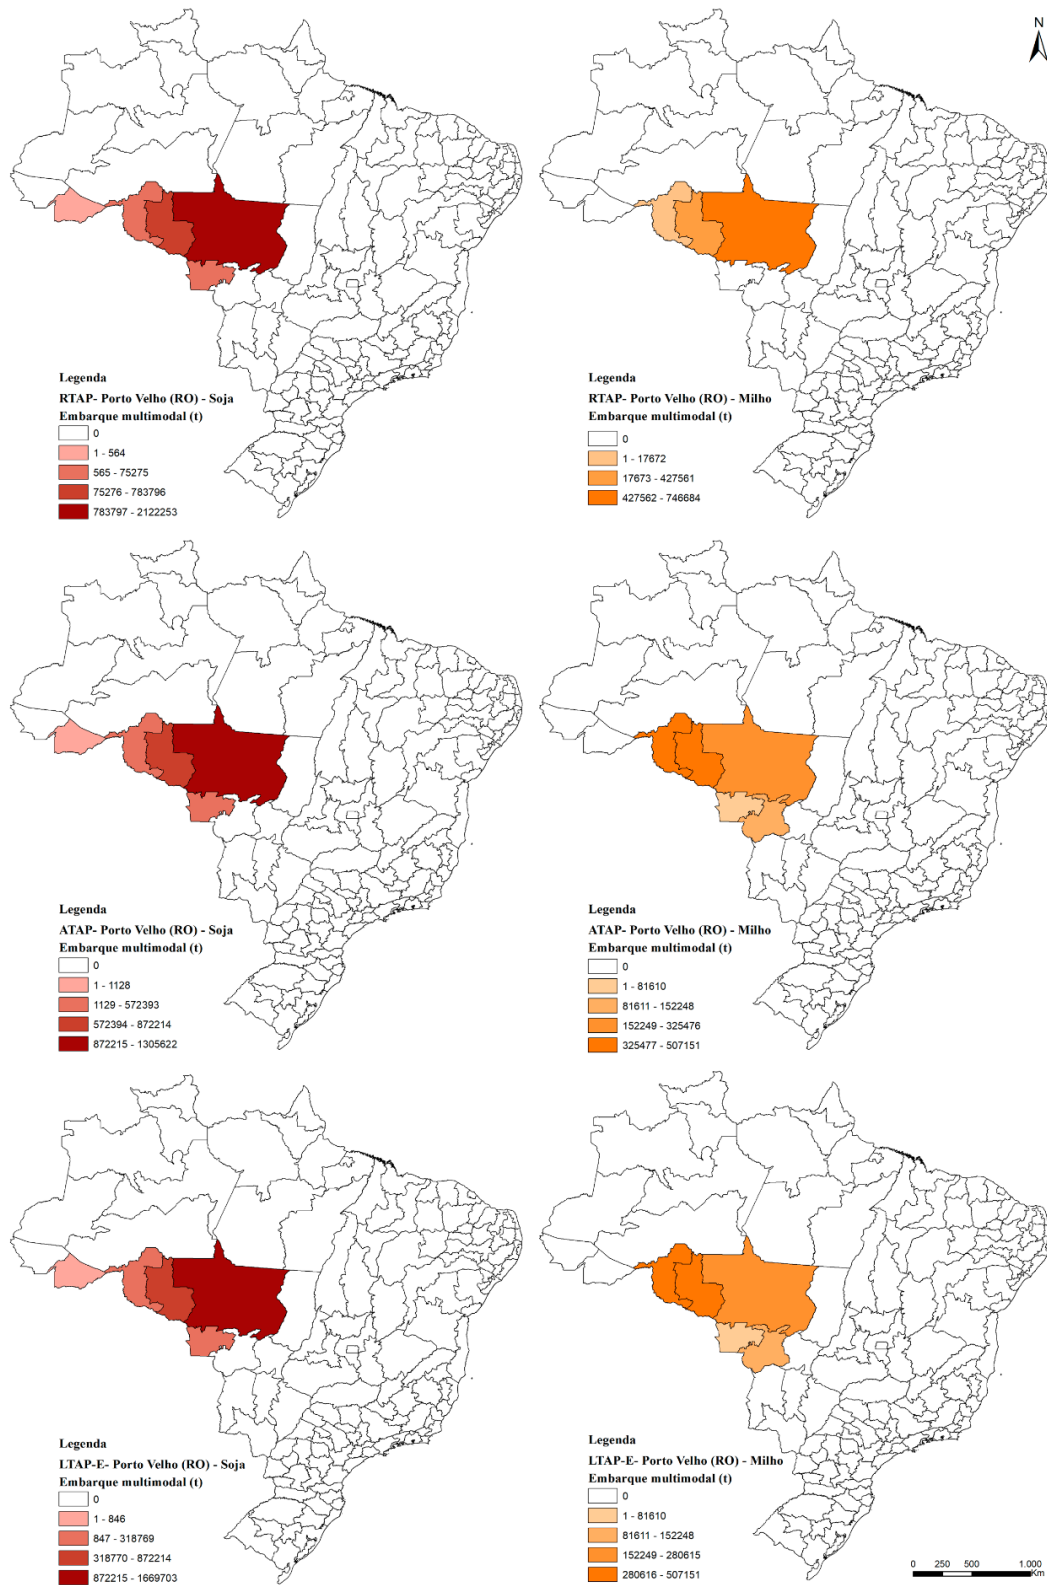 N
Legenda
RTAP- Porto Velho (RO) - Soja
Embarque multimodal (t)
0
1 - 564
565 - 75275
75276 - 783796
783797 - 2122253
Legenda
RTAP- Porto Velho (RO) - Milho
Embarque multimodal (t)
0
1 - 17672
17673 - 427561
427562 - 746684
Legenda
ATAP- Porto Velho (RO) - Soja
Embarque multimodal (t)
0
1 - 1128
1129 - 572393
572394 - 872214
872215 - 1305622
Legenda
ATAP- Porto Velho (RO) - Milho
Embarque multimodal (t)
0
1 - 81610
81611 - 152248
152249 - 325476
325477 - 507151
Legenda
LTAP-E- Porto Velho (RO) - Soja
Embarque multimodal (t)
0
1 - 846
847 - 318769
318770 - 872214
872215 - 1669703
Legenda
LTAP-E- Porto Velho (RO) - Milho
Embarque multimodal (t)
0
1 - 81610
81611 - 152248
152249 - 280615
280616 - 507151
0 250 500 1.000
Km